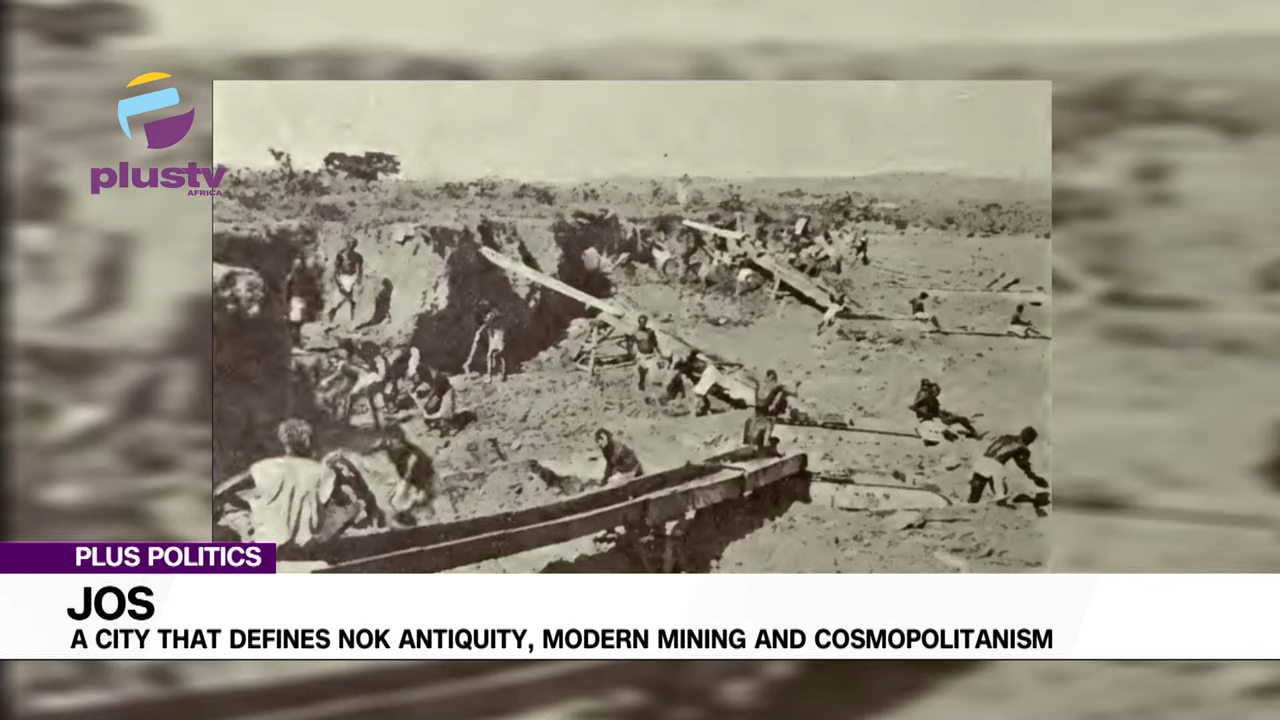 plustv
AFRICA
PLUS POLITICS
JOS
A CITY THAT DEFINES NOK ANTIQUITY, MODERN MINING AND COSMOPOLITANISM